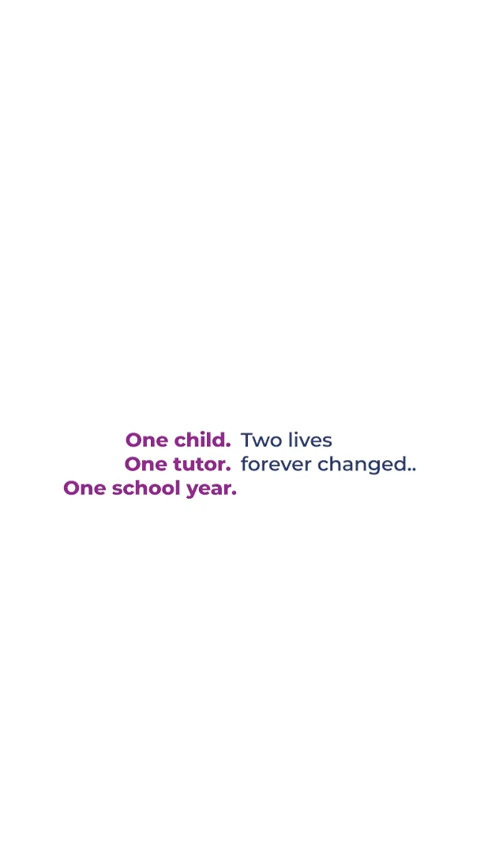 One child.
One tutor.
One school year.
Two lives
forever changed..